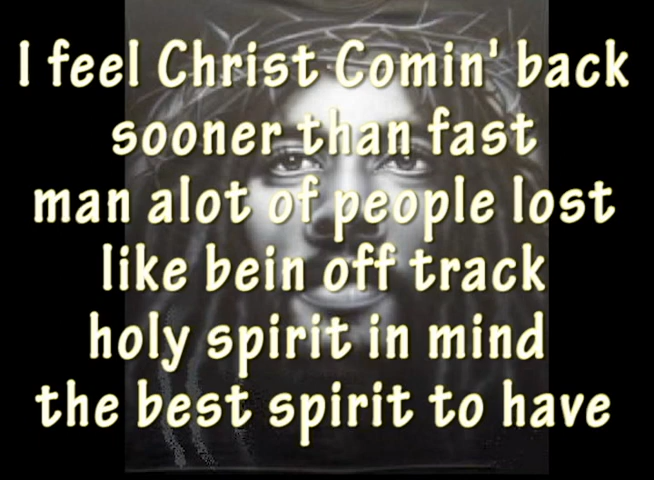 I feel Christ Comin' back
sooner than fast
man alot of people lost
like bein off track
holy spirit in mind
the best spirit to have